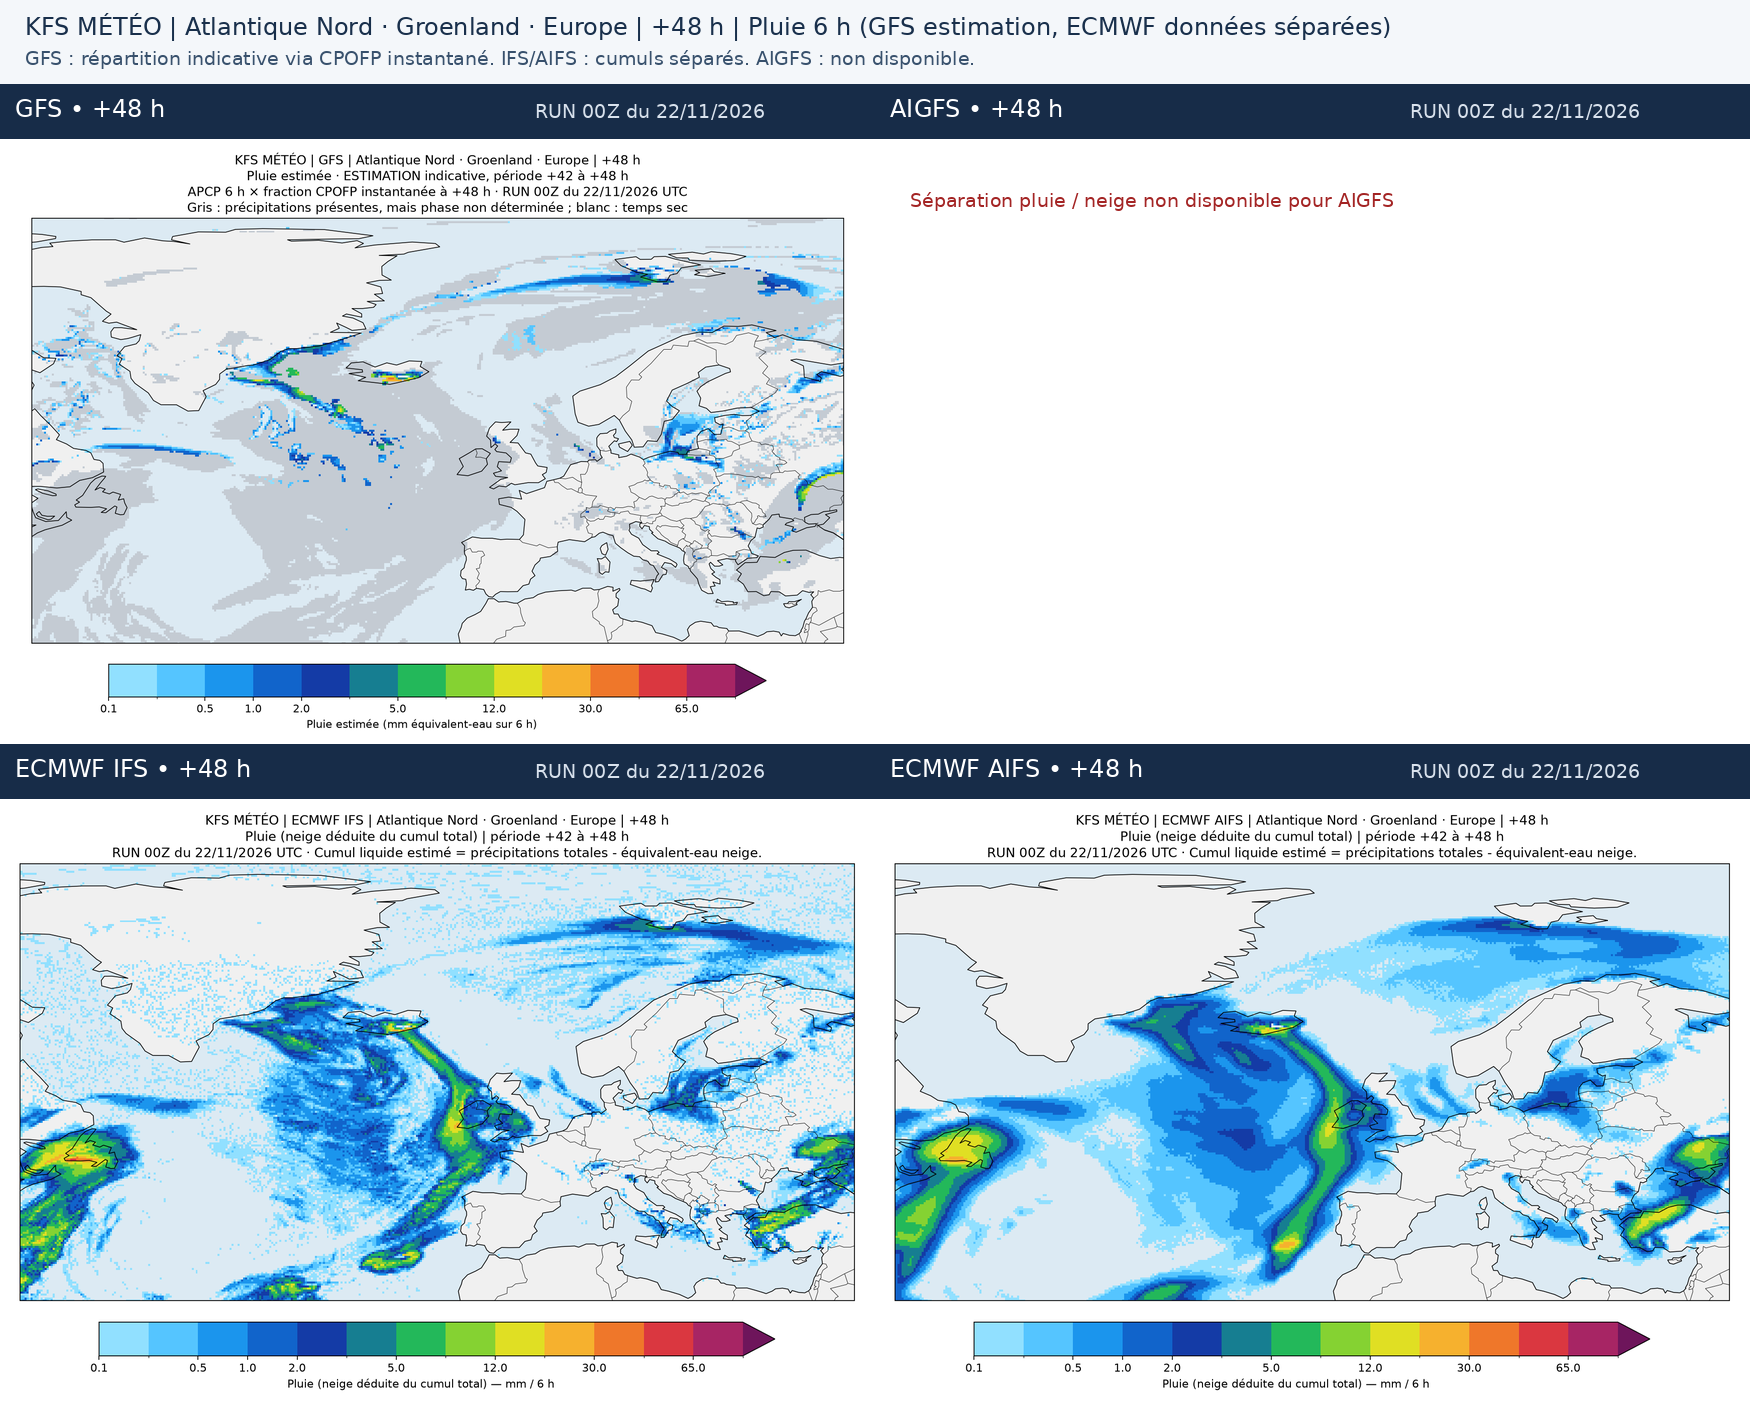 KFS MÉTÉO | Atlantique Nord · Groenland · Europe | +48 h | Pluie 6 h (GFS estimation, ECMWF données séparées)
GFS : répartition indicative via CPOFP instantané. IFS/AIFS : cumuls séparés. AIGFS : non disponible.
GFS • +48 h
RUN 00Z du 22/11/2026
AIGFS • +48 h
RUN 00Z du 22/11/2026
KFS MÉTÉO | GFS | Atlantique Nord · Groenland · Europe | +48 h
Pluie estimée · ESTIMATION indicative, période +42 à +48 h
APCP 6 h × fraction CPOFP instantanée à +48 h · RUN 00Z du 22/11/2026 UTC
Gris : précipitations présentes, mais phase non déterminée ; blanc : temps sec
Séparation pluie / neige non disponible pour AIGFS
0.1 0.5 1.0 2.0 5.0 12.0 30.0 65.0
Pluie estimée (mm équivalent-eau sur 6 h)
ECMWF IFS • +48 h
RUN 00Z du 22/11/2026
ECMWF AIFS • +48 h
RUN 00Z du 22/11/2026
KFS MÉTÉO | ECMWF IFS | Atlantique Nord · Groenland · Europe | +48 h
Pluie (neige déduite du cumul total) | période +42 à +48 h
RUN 00Z du 22/11/2026 UTC · Cumul liquide estimé = précipitations totales - équivalent-eau neige.
KFS MÉTÉO | ECMWF AIFS | Atlantique Nord · Groenland · Europe | +48 h
Pluie (neige déduite du cumul total) | période +42 à +48 h
RUN 00Z du 22/11/2026 UTC · Cumul liquide estimé = précipitations totales - équivalent-eau neige.
0.1 0.5 1.0 2.0 5.0 12.0 30.0 65.0
Pluie (neige déduite du cumul total) — mm / 6 h
0.1 0.5 1.0 2.0 5.0 12.0 30.0 65.0
Pluie (neige déduite du cumul total) — mm / 6 h